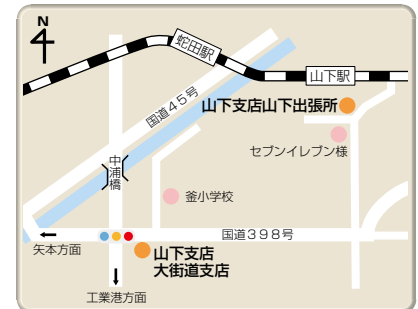 N
蛇田駅
山下駅
山下支店山下出張所
国道45号
セブンイレブン様
中浦橋
釜小学校
国道398号
矢本方面
山下支店
大街道支店
工業港方面